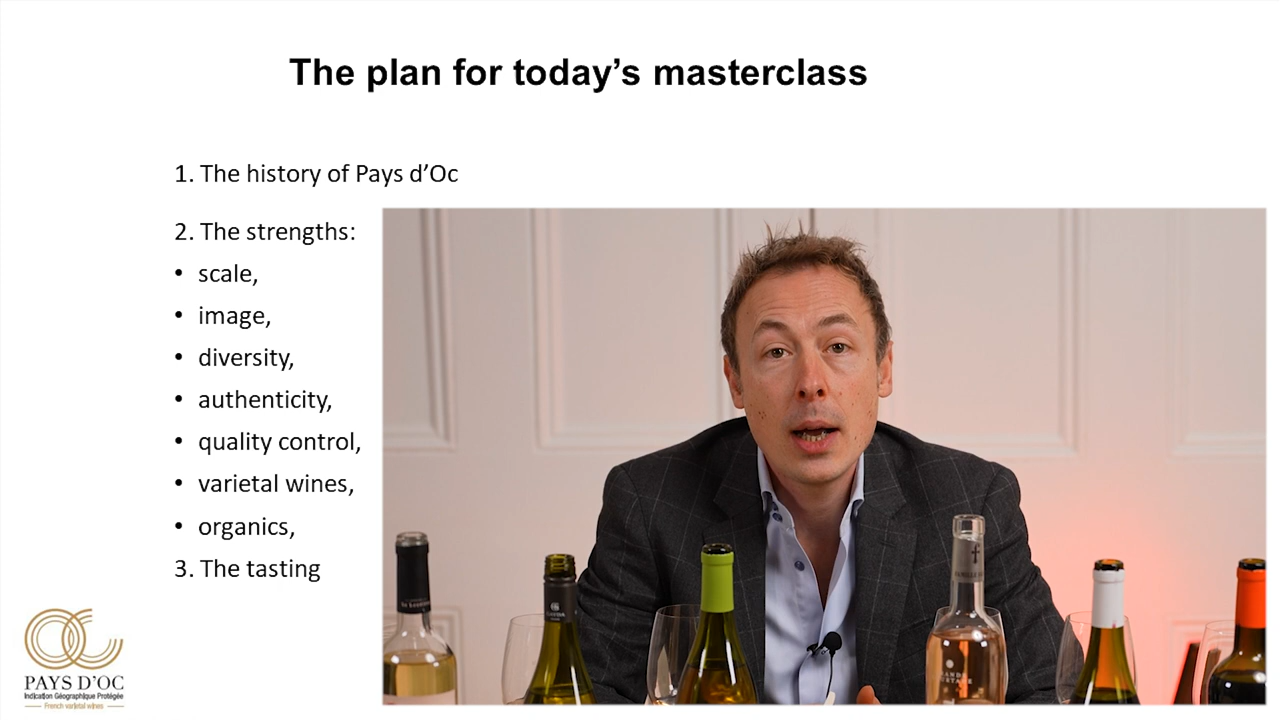 The plan for today’s masterclass
1. The history of Pays d’Oc
2. The strengths:
• scale,
• image,
• diversity,
• authenticity,
• quality control,
• varietal wines,
• organics,
3. The tasting
PAYS D’OC
Indication Géographique Protégée
French varietal wines